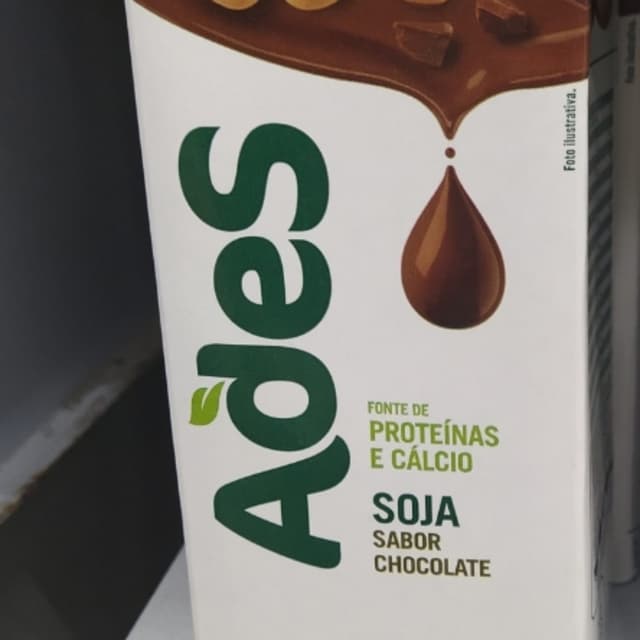 Foto ilustrativa.
AdeS
FONTE DE
PROTEÍNAS
E CÁLCIO
SOJA
SABOR
CHOCOLATE